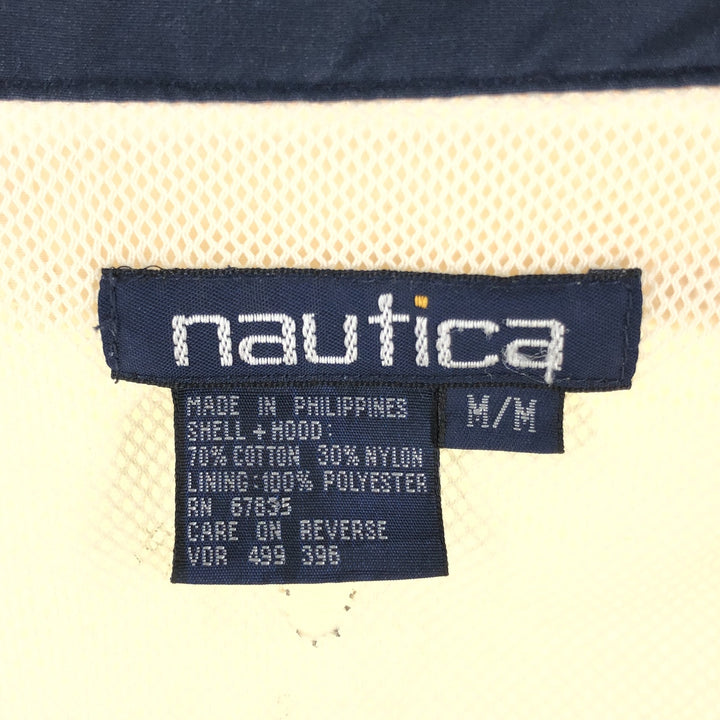 nautica
M/M
MADE IN PHILIPPINES
SHELL + HOOD:
70% COTTON 30% NYLON
LINING: 100% POLYESTER
RN 67835
CARE ON REVERSE
VDR 499 396